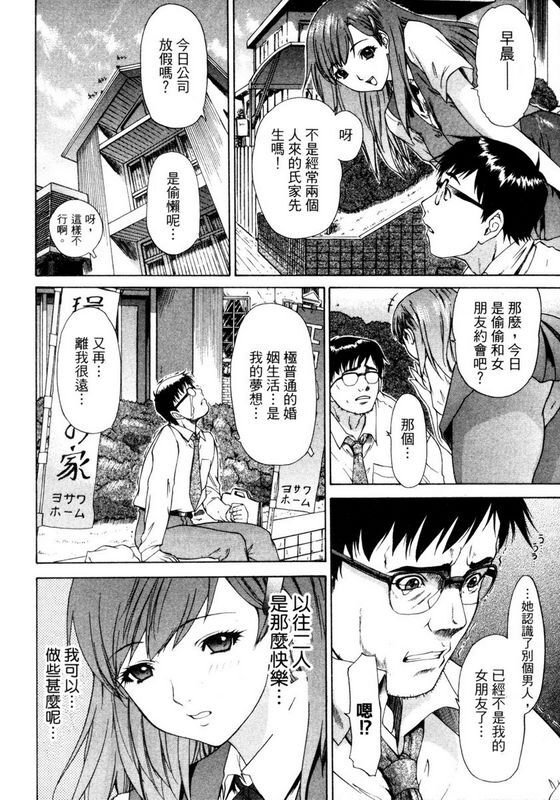 早晨──
呀
不是經常兩個
人來的氏家先
生嗎！
今日公司
放假嗎？
是偷懶呢…
呀，
這樣不
行啊。
那麼，今日
是偷偷和女
朋友約會吧？
那個…
極普通的婚
姻生活…是
我的夢想…
又再…
離我很遠…
の家
ヨサワ
ホーム
ヨサワ
ホーム
…她認識了別個男人，
已經不是我的
女朋友了…
嗯!?
うぅ
以往二人
是那麼快樂…
我可以…
做些甚麼呢…